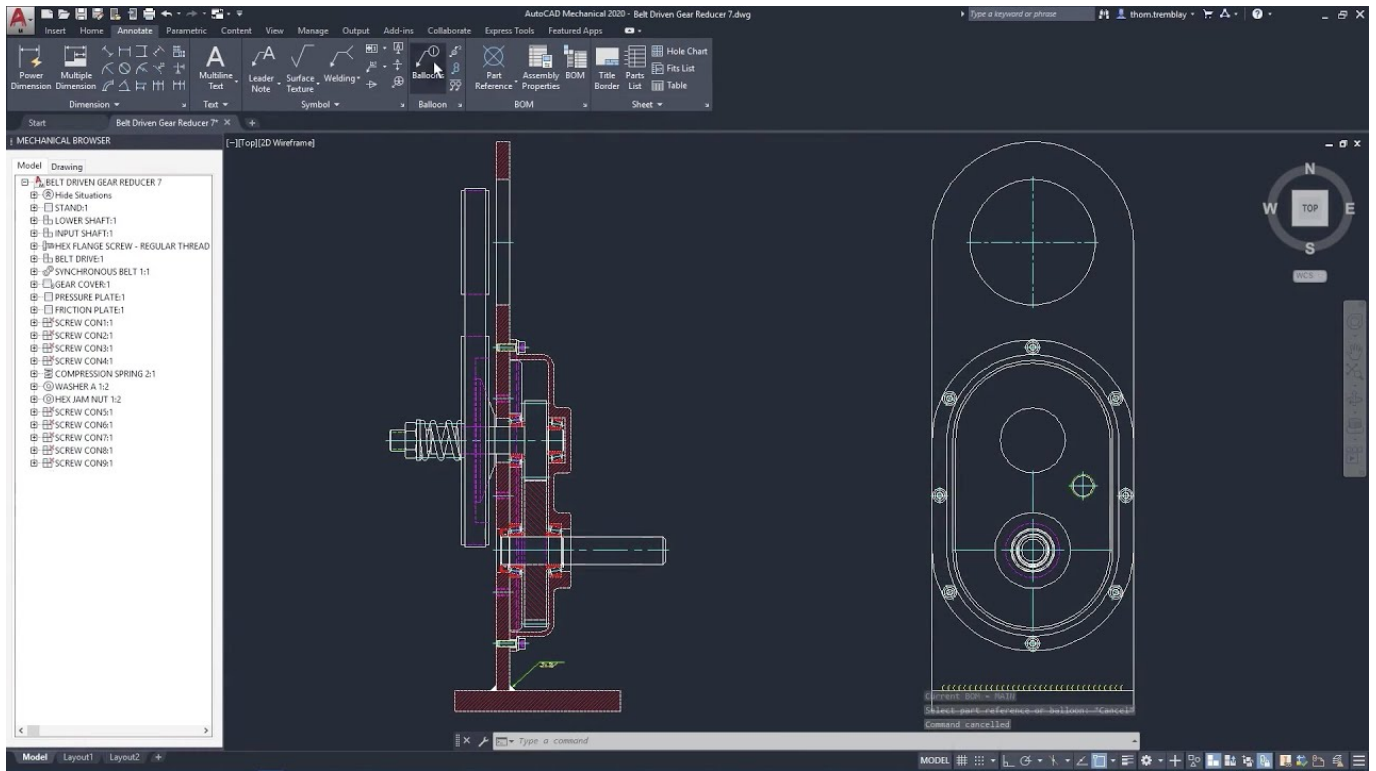 AutoCAD Mechanical 2020 - Belt Driven Gear Reducer 7.dwg
Type a keyword or phrase
thom.tremblay
Insert Home Annotate Parametric Content View Manage Output Add-ins Collaborate Express Tools Featured Apps
Power Dimension
Multiple Dimension
Multiline Text
Leader Note
Surface Texture
Welding
Balloons
Part Reference
Assembly Properties
BOM
Title Border
Parts List
Hole Chart
Fits List
Table
Dimension
Text
Symbol
Balloon
BOM
Sheet
Start
Belt Driven Gear Reducer 7*
MECHANICAL BROWSER
[−][Top][2D Wireframe]
Model Drawing
BELT DRIVEN GEAR REDUCER 7
Hide Situations
STAND:1
LOWER SHAFT:1
INPUT SHAFT:1
HEX FLANGE SCREW - REGULAR THREAD
BELT DRIVE:1
SYNCHRONOUS BELT 1:1
GEAR COVER:1
PRESSURE PLATE:1
FRICTION PLATE:1
SCREW CON1:1
SCREW CON2:1
SCREW CON3:1
SCREW CON4:1
COMPRESSION SPRING 2:1
WASHER A 1:2
HEX JAM NUT 1:2
SCREW CON5:1
SCREW CON6:1
SCREW CON7:1
SCREW CON8:1
SCREW CON9:1
N
W TOP E
S
WCS
Current BOM = MAIN
Select part reference or balloon: *Cancel*
Command cancelled
Type a command
Model Layout1 Layout2
MODEL